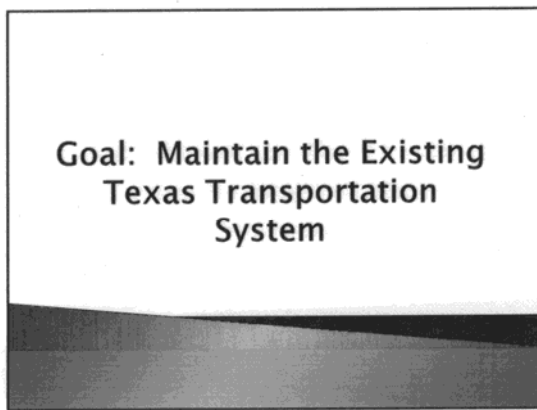 Goal: Maintain the Existing
Texas Transportation
System